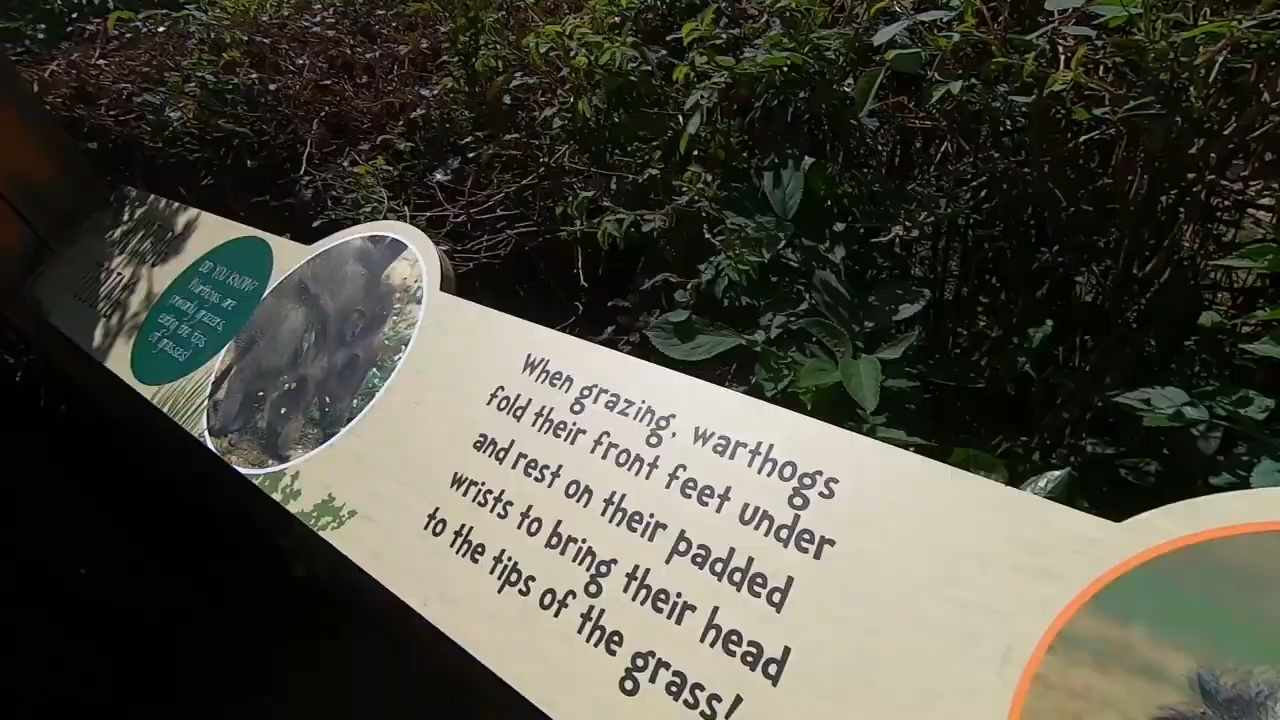 DID YOU KNOW?
Warthogs are
primarily grazers,
eating the tips
of grasses!
When grazing, warthogs
fold their front feet under
and rest on their padded
wrists to bring their head
to the tips of the grass!